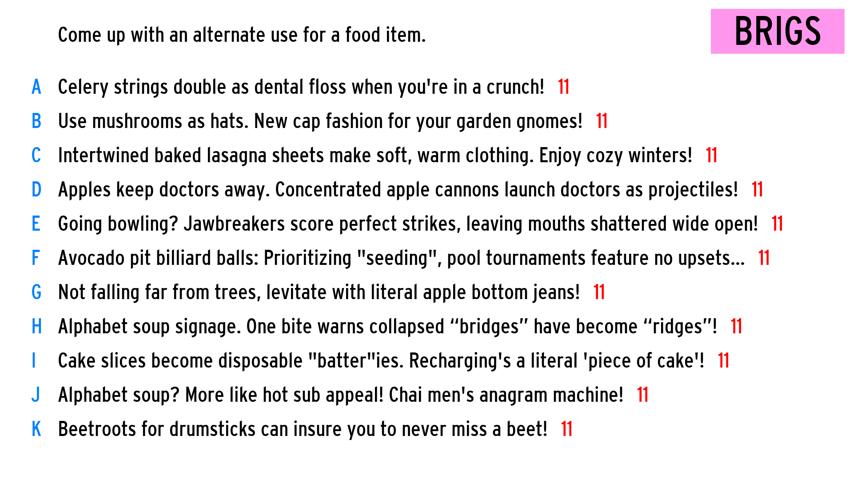 Come up with an alternate use for a food item.
BRIGS
A Celery strings double as dental floss when you're in a crunch! 11
B Use mushrooms as hats. New cap fashion for your garden gnomes! 11
C Intertwined baked lasagna sheets make soft, warm clothing. Enjoy cozy winters! 11
D Apples keep doctors away. Concentrated apple cannons launch doctors as projectiles! 11
E Going bowling? Jawbreakers score perfect strikes, leaving mouths shattered wide open! 11
F Avocado pit billiard balls: Prioritizing "seeding", pool tournaments feature no upsets... 11
G Not falling far from trees, levitate with literal apple bottom jeans! 11
H Alphabet soup signage. One bite warns collapsed “bridges” have become “ridges”! 11
I Cake slices become disposable "batter"ies. Recharging's a literal 'piece of cake'! 11
J Alphabet soup? More like hot sub appeal! Chai men's anagram machine! 11
K Beetroots for drumsticks can insure you to never miss a beet! 11